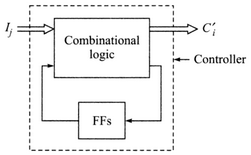 I_j
C'_i
Combinational
logic
Controller
FFs